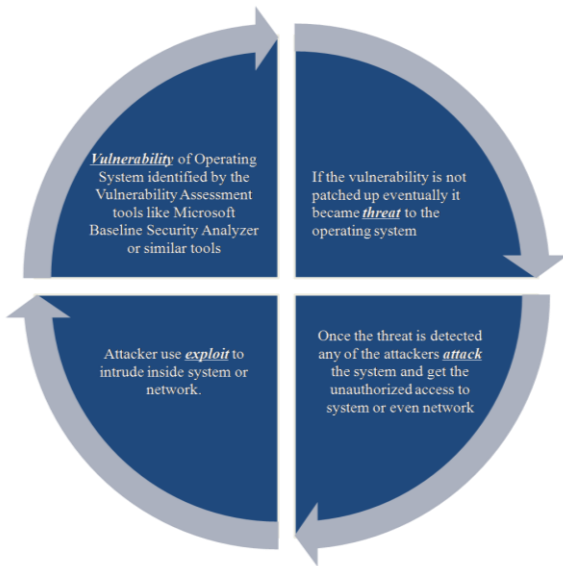 Vulnerability of Operating
System identified by the
Vulnerability Assessment
tools like Microsoft
Baseline Security Analyzer
or similar tools
If the vulnerability is not
patched up eventually it
became threat to the
operating system
Once the threat is detected
any of the attackers attack
the system and get the
unauthorized access to
system or even network
Attacker use exploit to
intrude inside system or
network.